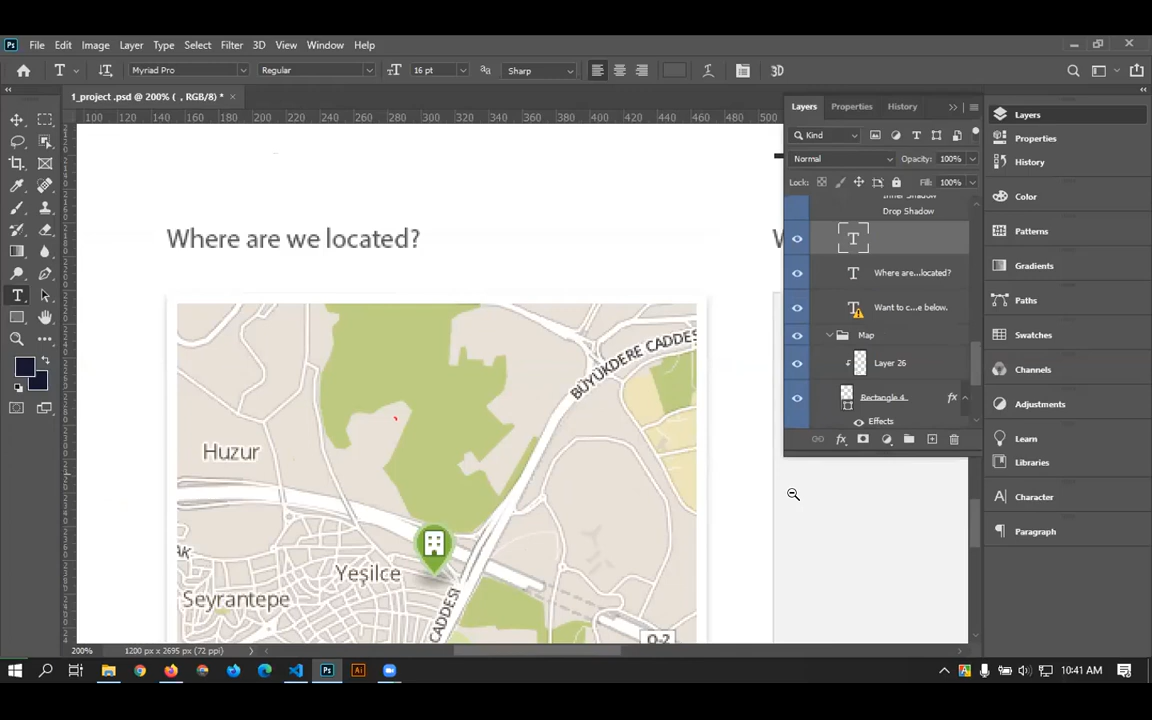 Ps File Edit Image Layer Type Select Filter 3D View Window Help
T Myriad Pro Regular 16 pt Sharp 3D
1_project .psd @ 200% ( , RGB/8) *
Layers Properties History
100 120 140 160 180 200 220 240 260 280 300 320 340 360 380 400 420 440 460 480 500
Kind
Normal Opacity: 100%
Lock: Fill: 100%
Drop Shadow
Where are we located?
T Where are...located?
T Want to c...e below.
Map
Layer 26
Rectangle 4 fx
Effects
Layers
Properties
History
Color
Patterns
Gradients
Paths
Swatches
Channels
Adjustments
Learn
Libraries
Character
Paragraph
BÜYÜKDERE CADDES
Huzur
Yeşilce
Seyrantepe
CADDESİ
O-2
200% 1200 px x 2695 px (72 ppi)
Ps Ai 10:41 AM